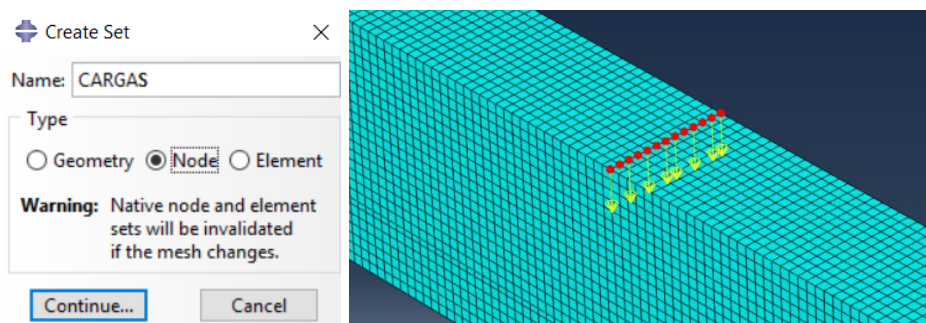 Create Set
Name: CARGAS
Type
Geometry Node Element
Warning: Native node and element
sets will be invalidated
if the mesh changes.
Continue... Cancel